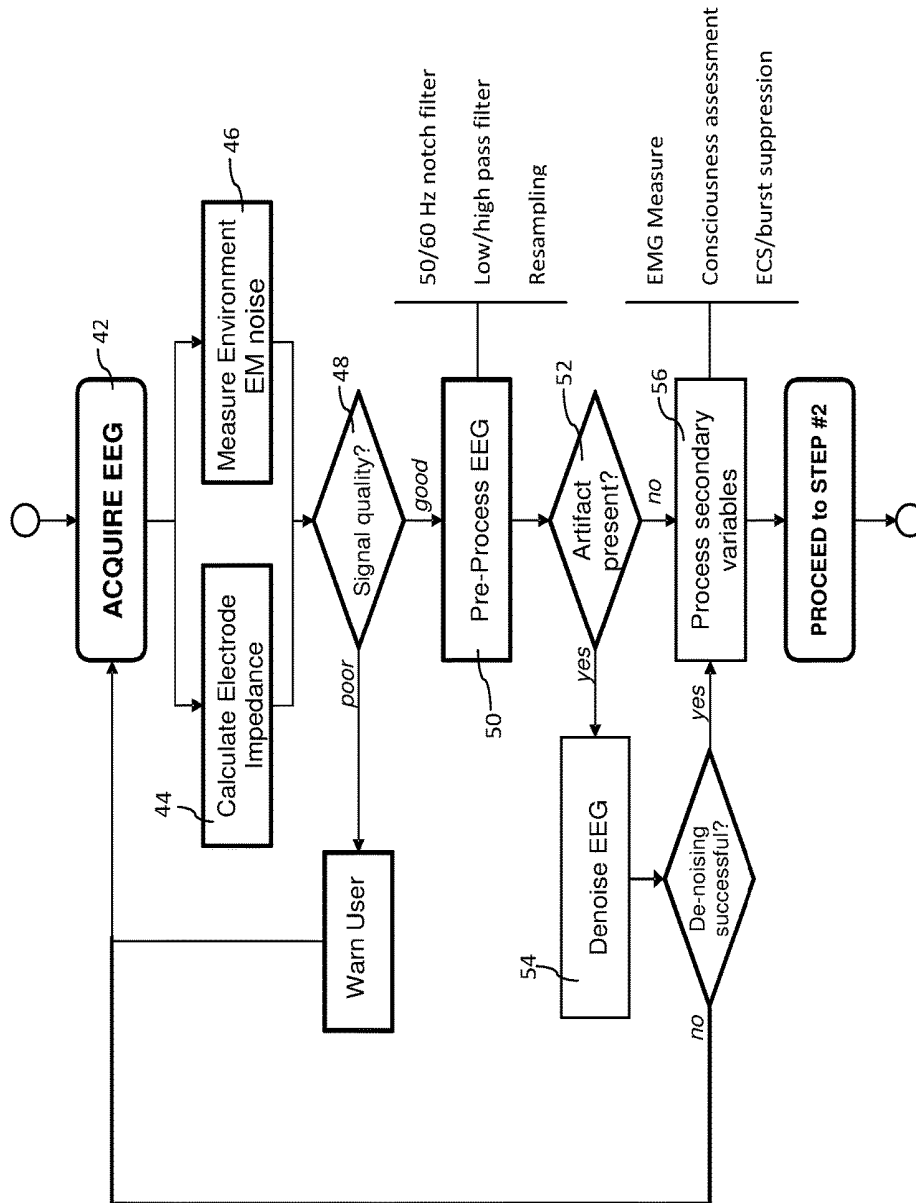 ACQUIRE EEG
42
Calculate Electrode
Impedance
44
Measure Environment
EM noise
46
Signal quality?
48
poor
good
Warn User
Pre-Process EEG
50
50/60 Hz notch filter
Low/high pass filter
Resampling
Artifact
present?
52
yes
no
Denoise EEG
54
De-noising
successful?
no
yes
Process secondary
variables
56
EMG Measure
Consciousness assessment
ECS/burst suppression
PROCEED to STEP #2